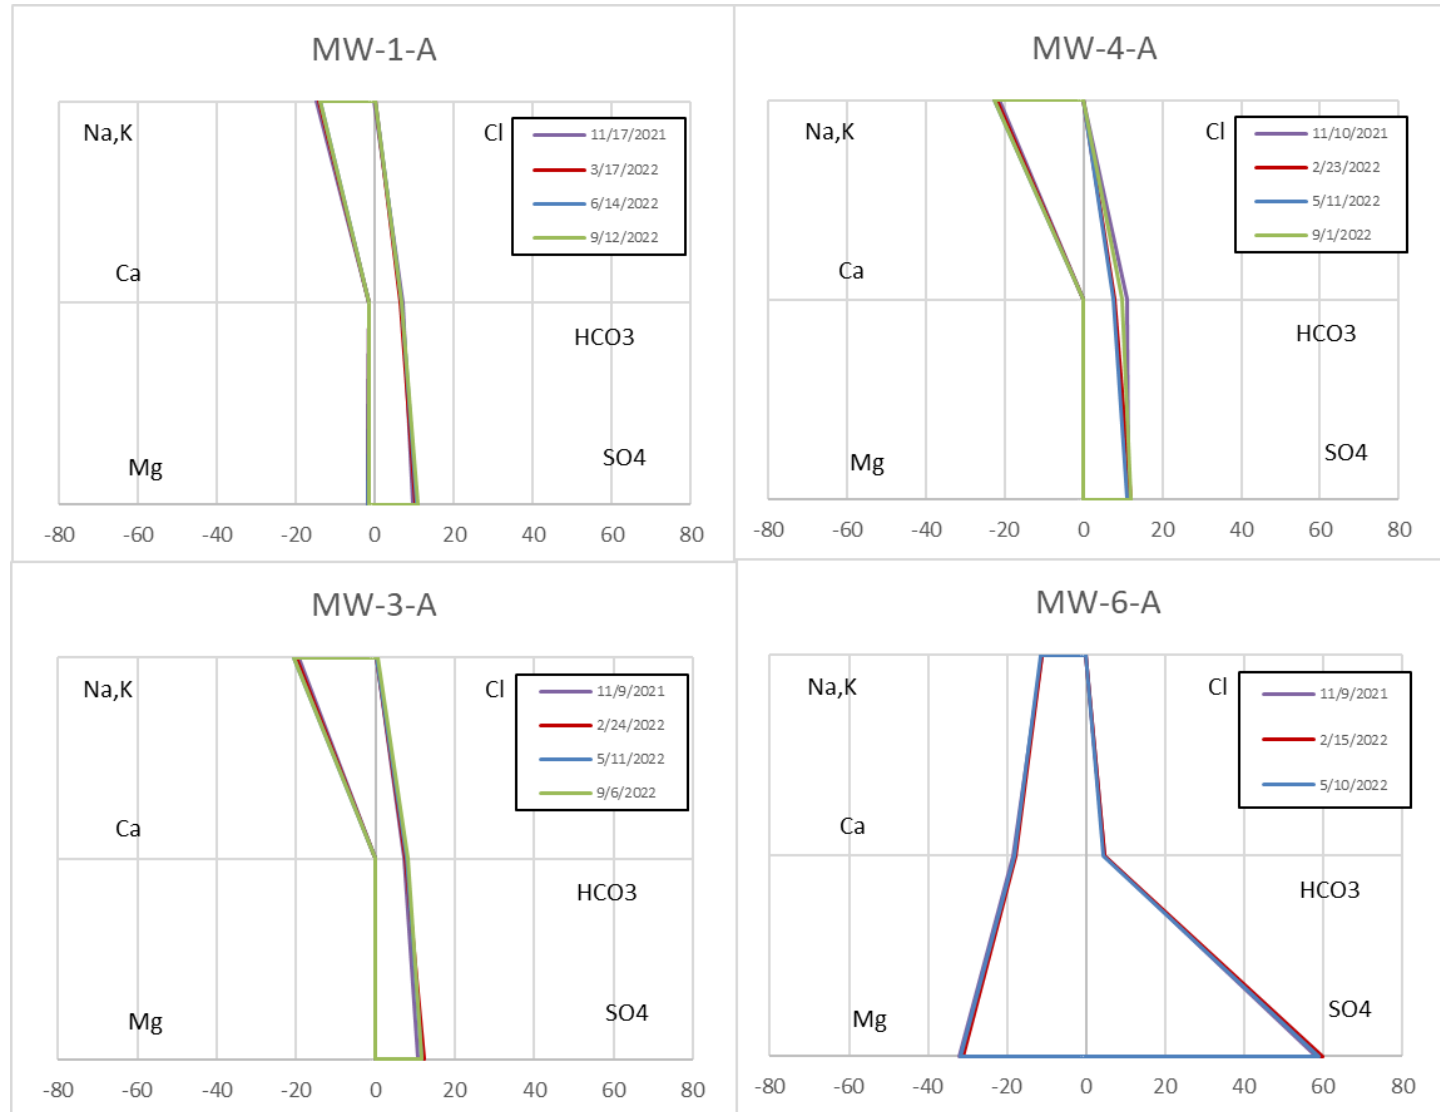 MW-1-A
Na,K
Cl
11/17/2021
3/17/2022
6/14/2022
9/12/2022
Ca
HCO3
Mg
SO4
-80 -60 -40 -20 0 20 40 60 80
MW-4-A
Na,K
Cl
11/10/2021
2/23/2022
5/11/2022
9/1/2022
Ca
HCO3
Mg
SO4
-80 -60 -40 -20 0 20 40 60 80
MW-3-A
Na,K
Cl
11/9/2021
2/24/2022
5/11/2022
9/6/2022
Ca
HCO3
Mg
SO4
-80 -60 -40 -20 0 20 40 60 80
MW-6-A
Na,K
Cl
11/9/2021
2/15/2022
5/10/2022
Ca
HCO3
Mg
SO4
-80 -60 -40 -20 0 20 40 60 80